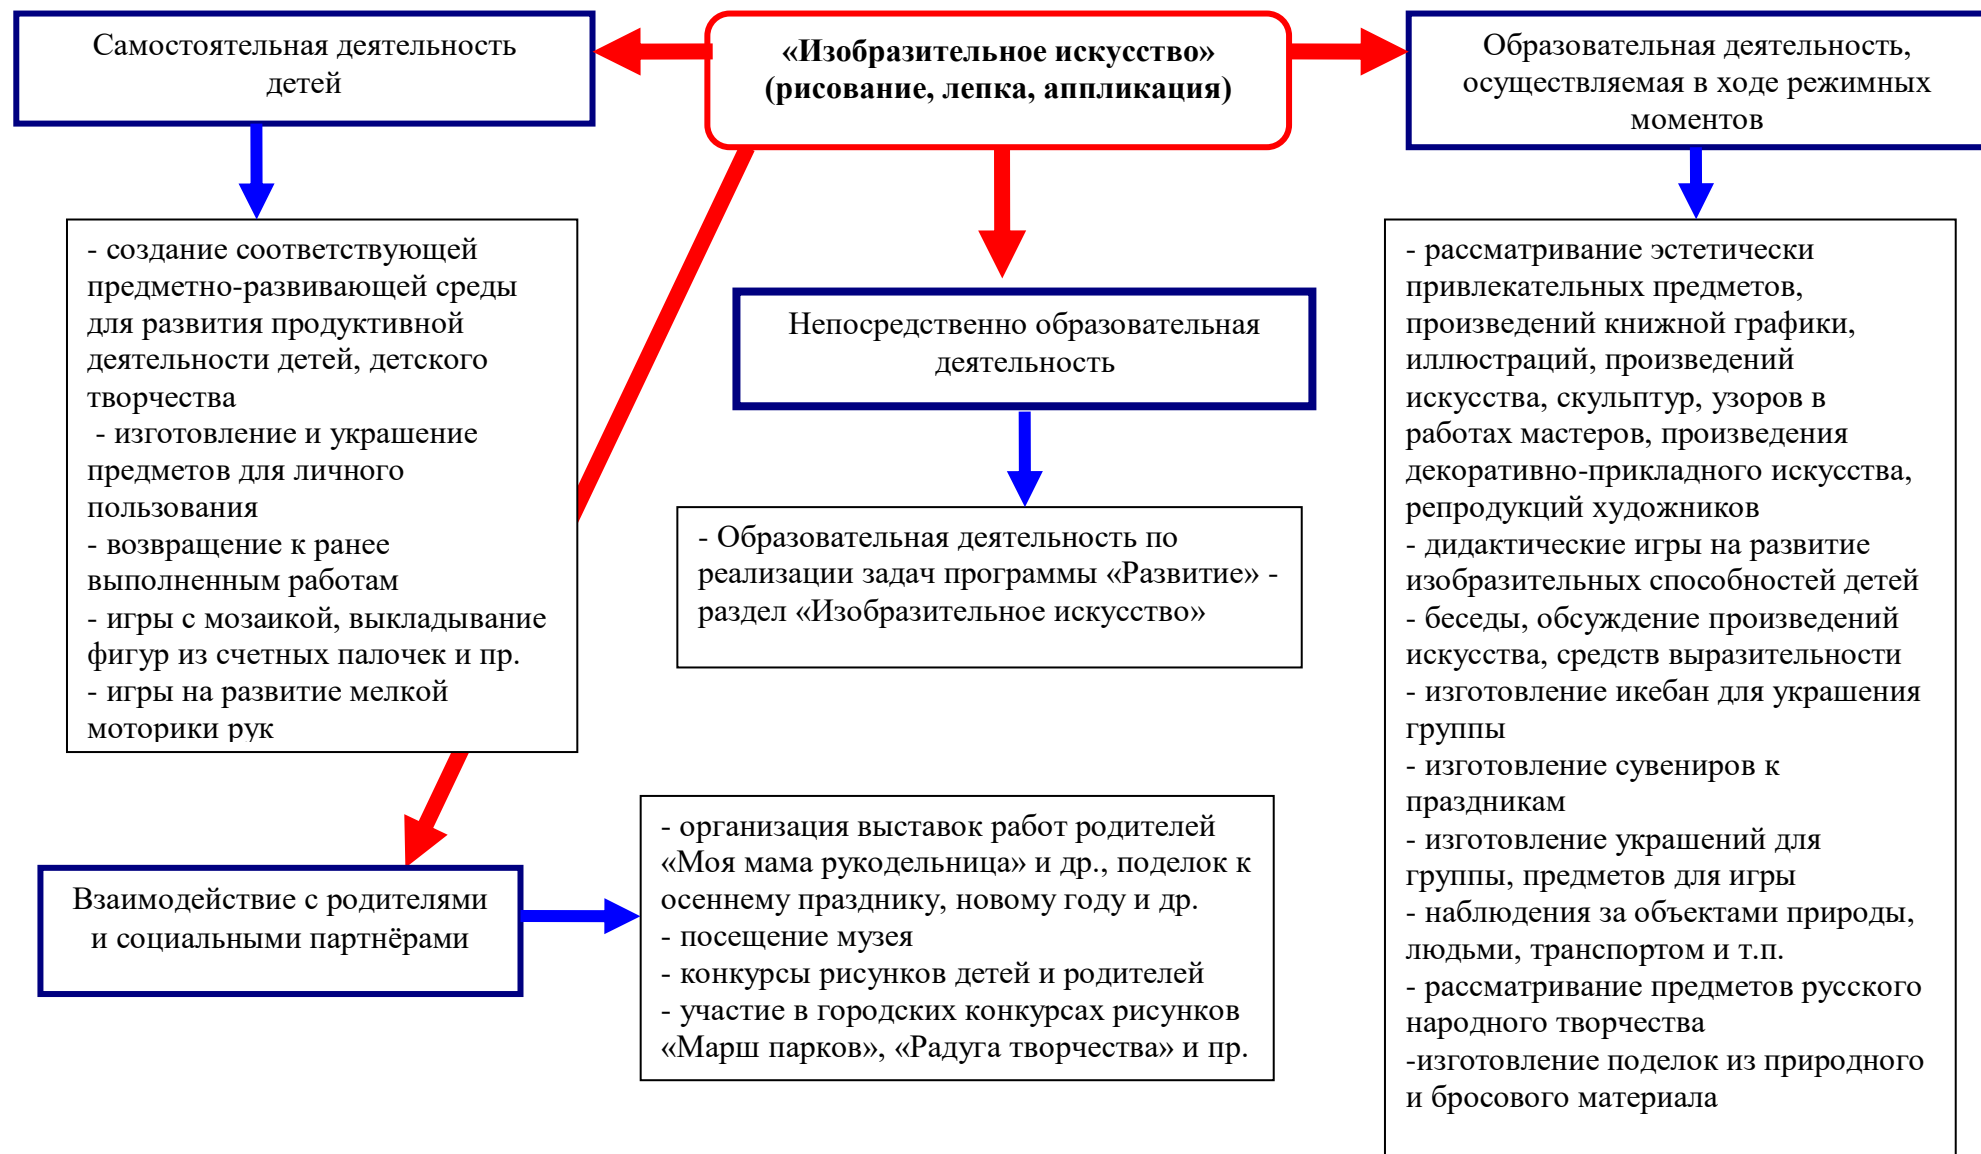 Самостоятельная деятельность
детей
«Изобразительное искусство»
(рисование, лепка, аппликация)
Образовательная деятельность,
осуществляемая в ходе режимных
моментов
- создание соответствующей
предметно-развивающей среды
для развития продуктивной
деятельности детей, детского
творчества
- изготовление и украшение
предметов для личного
пользования
- возвращение к ранее
выполненным работам
- игры с мозаикой, выкладывание
фигур из счетных палочек и пр.
- игры на развитие мелкой
моторики рук
Непосредственно образовательная
деятельность
- Образовательная деятельность по
реализации задач программы «Развитие» -
раздел «Изобразительное искусство»
- рассматривание эстетически
привлекательных предметов,
произведений книжной графики,
иллюстраций, произведений
искусства, скульптур, узоров в
работах мастеров, произведения
декоративно-прикладного искусства,
репродукций художников
- дидактические игры на развитие
изобразительных способностей детей
- беседы, обсуждение произведений
искусства, средств выразительности
- изготовление икебан для украшения
группы
- изготовление сувениров к
праздникам
- изготовление украшений для
группы, предметов для игры
- наблюдения за объектами природы,
людьми, транспортом и т.п.
- рассматривание предметов русского
народного творчества
-изготовление поделок из природного
и бросового материала
Взаимодействие с родителями
и социальными партнёрами
- организация выставок работ родителей
«Моя мама рукодельница» и др., поделок к
осеннему празднику, новому году и др.
- посещение музея
- конкурсы рисунков детей и родителей
- участие в городских конкурсах рисунков
«Марш парков», «Радуга творчества» и пр.